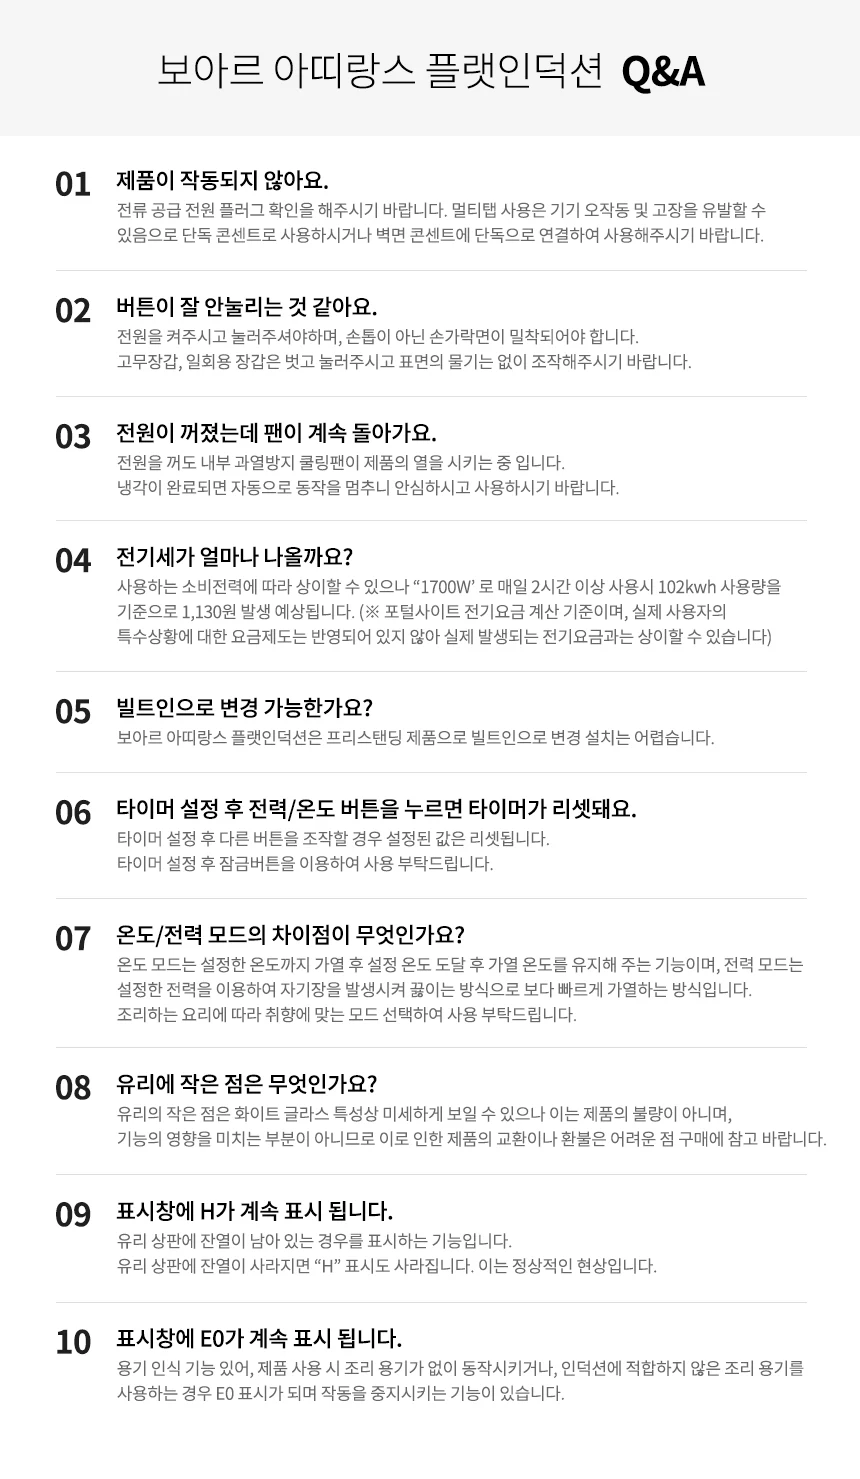 보아르 아띠랑스 플랫인덕션 Q&A
01 제품이 작동되지 않아요.
전류 공급 전원 플러그 확인을 해주시기 바랍니다. 멀티탭 사용은 기기 오작동 및 고장을 유발할 수
있음으로 단독 콘센트로 사용하시거나 벽면 콘센트에 단독으로 연결하여 사용해주시기 바랍니다.
02 버튼이 잘 안눌리는 것 같아요.
전원을 켜주시고 눌러주셔야하며, 손톱이 아닌 손가락면이 밀착되어야 합니다.
고무장갑, 일회용 장갑은 벗고 눌러주시고 표면의 물기는 없이 조작해주시기 바랍니다.
03 전원이 꺼졌는데 팬이 계속 돌아가요.
전원을 꺼도 내부 과열방지 쿨링팬이 제품의 열을 시키는 중 입니다.
냉각이 완료되면 자동으로 동작을 멈추니 안심하시고 사용하시기 바랍니다.
04 전기세가 얼마나 나올까요?
사용하는 소비전력에 따라 상이할 수 있으나 “1700W’ 로 매일 2시간 이상 사용시 102kwh 사용량을
기준으로 1,130원 발생 예상됩니다. (※ 포털사이트 전기요금 계산 기준이며, 실제 사용자의
특수상황에 대한 요금제도는 반영되어 있지 않아 실제 발생되는 전기요금과는 상이할 수 있습니다)
05 빌트인으로 변경 가능한가요?
보아르 아띠랑스 플랫인덕션은 프리스탠딩 제품으로 빌트인으로 변경 설치는 어렵습니다.
06 타이머 설정 후 전력/온도 버튼을 누르면 타이머가 리셋돼요.
타이머 설정 후 다른 버튼을 조작할 경우 설정된 값은 리셋됩니다.
타이머 설정 후 잠금버튼을 이용하여 사용 부탁드립니다.
07 온도/전력 모드의 차이점이 무엇인가요?
온도 모드는 설정한 온도까지 가열 후 설정 온도 도달 후 가열 온도를 유지해 주는 기능이며, 전력 모드는
설정한 전력을 이용하여 자기장을 발생시켜 끓이는 방식으로 보다 빠르게 가열하는 방식입니다.
조리하는 요리에 따라 취향에 맞는 모드 선택하여 사용 부탁드립니다.
08 유리에 작은 점은 무엇인가요?
유리의 작은 점은 화이트 글라스 특성상 미세하게 보일 수 있으나 이는 제품의 불량이 아니며,
기능의 영향을 미치는 부분이 아니므로 이로 인한 제품의 교환이나 환불은 어려운 점 구매에 참고 바랍니다.
09 표시창에 H가 계속 표시 됩니다.
유리 상판에 잔열이 남아 있는 경우를 표시하는 기능입니다.
유리 상판에 잔열이 사라지면 “H” 표시도 사라집니다. 이는 정상적인 현상입니다.
10 표시창에 E0가 계속 표시 됩니다.
용기 인식 기능 있어, 제품 사용 시 조리 용기가 없이 동작시키거나, 인덕션에 적합하지 않은 조리 용기를
사용하는 경우 E0 표시가 되며 작동을 중지시키는 기능이 있습니다.